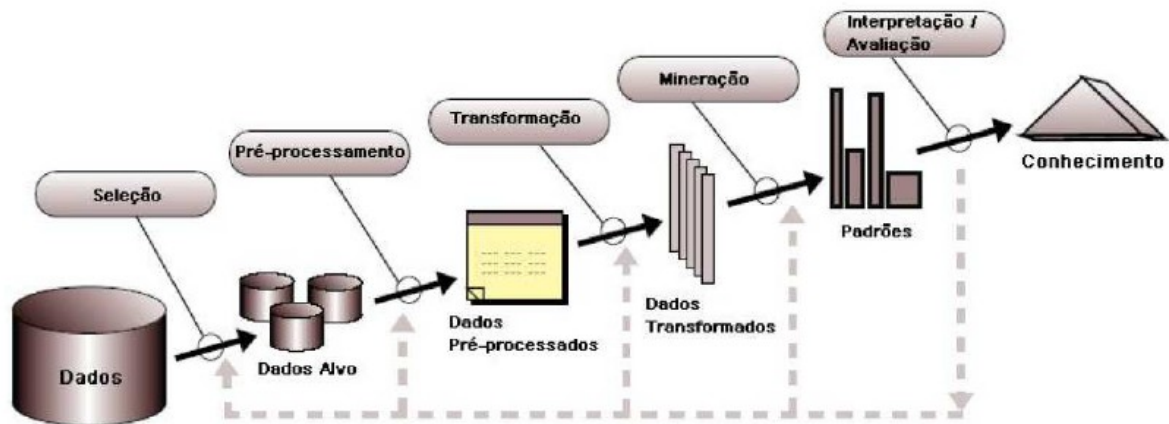 Interpretação /
Avaliação
Mineração
Transformação
Pré-processamento
Seleção
Conhecimento
Padrões
Dados
Transformados
Dados
Pré-processados
Dados Alvo
Dados